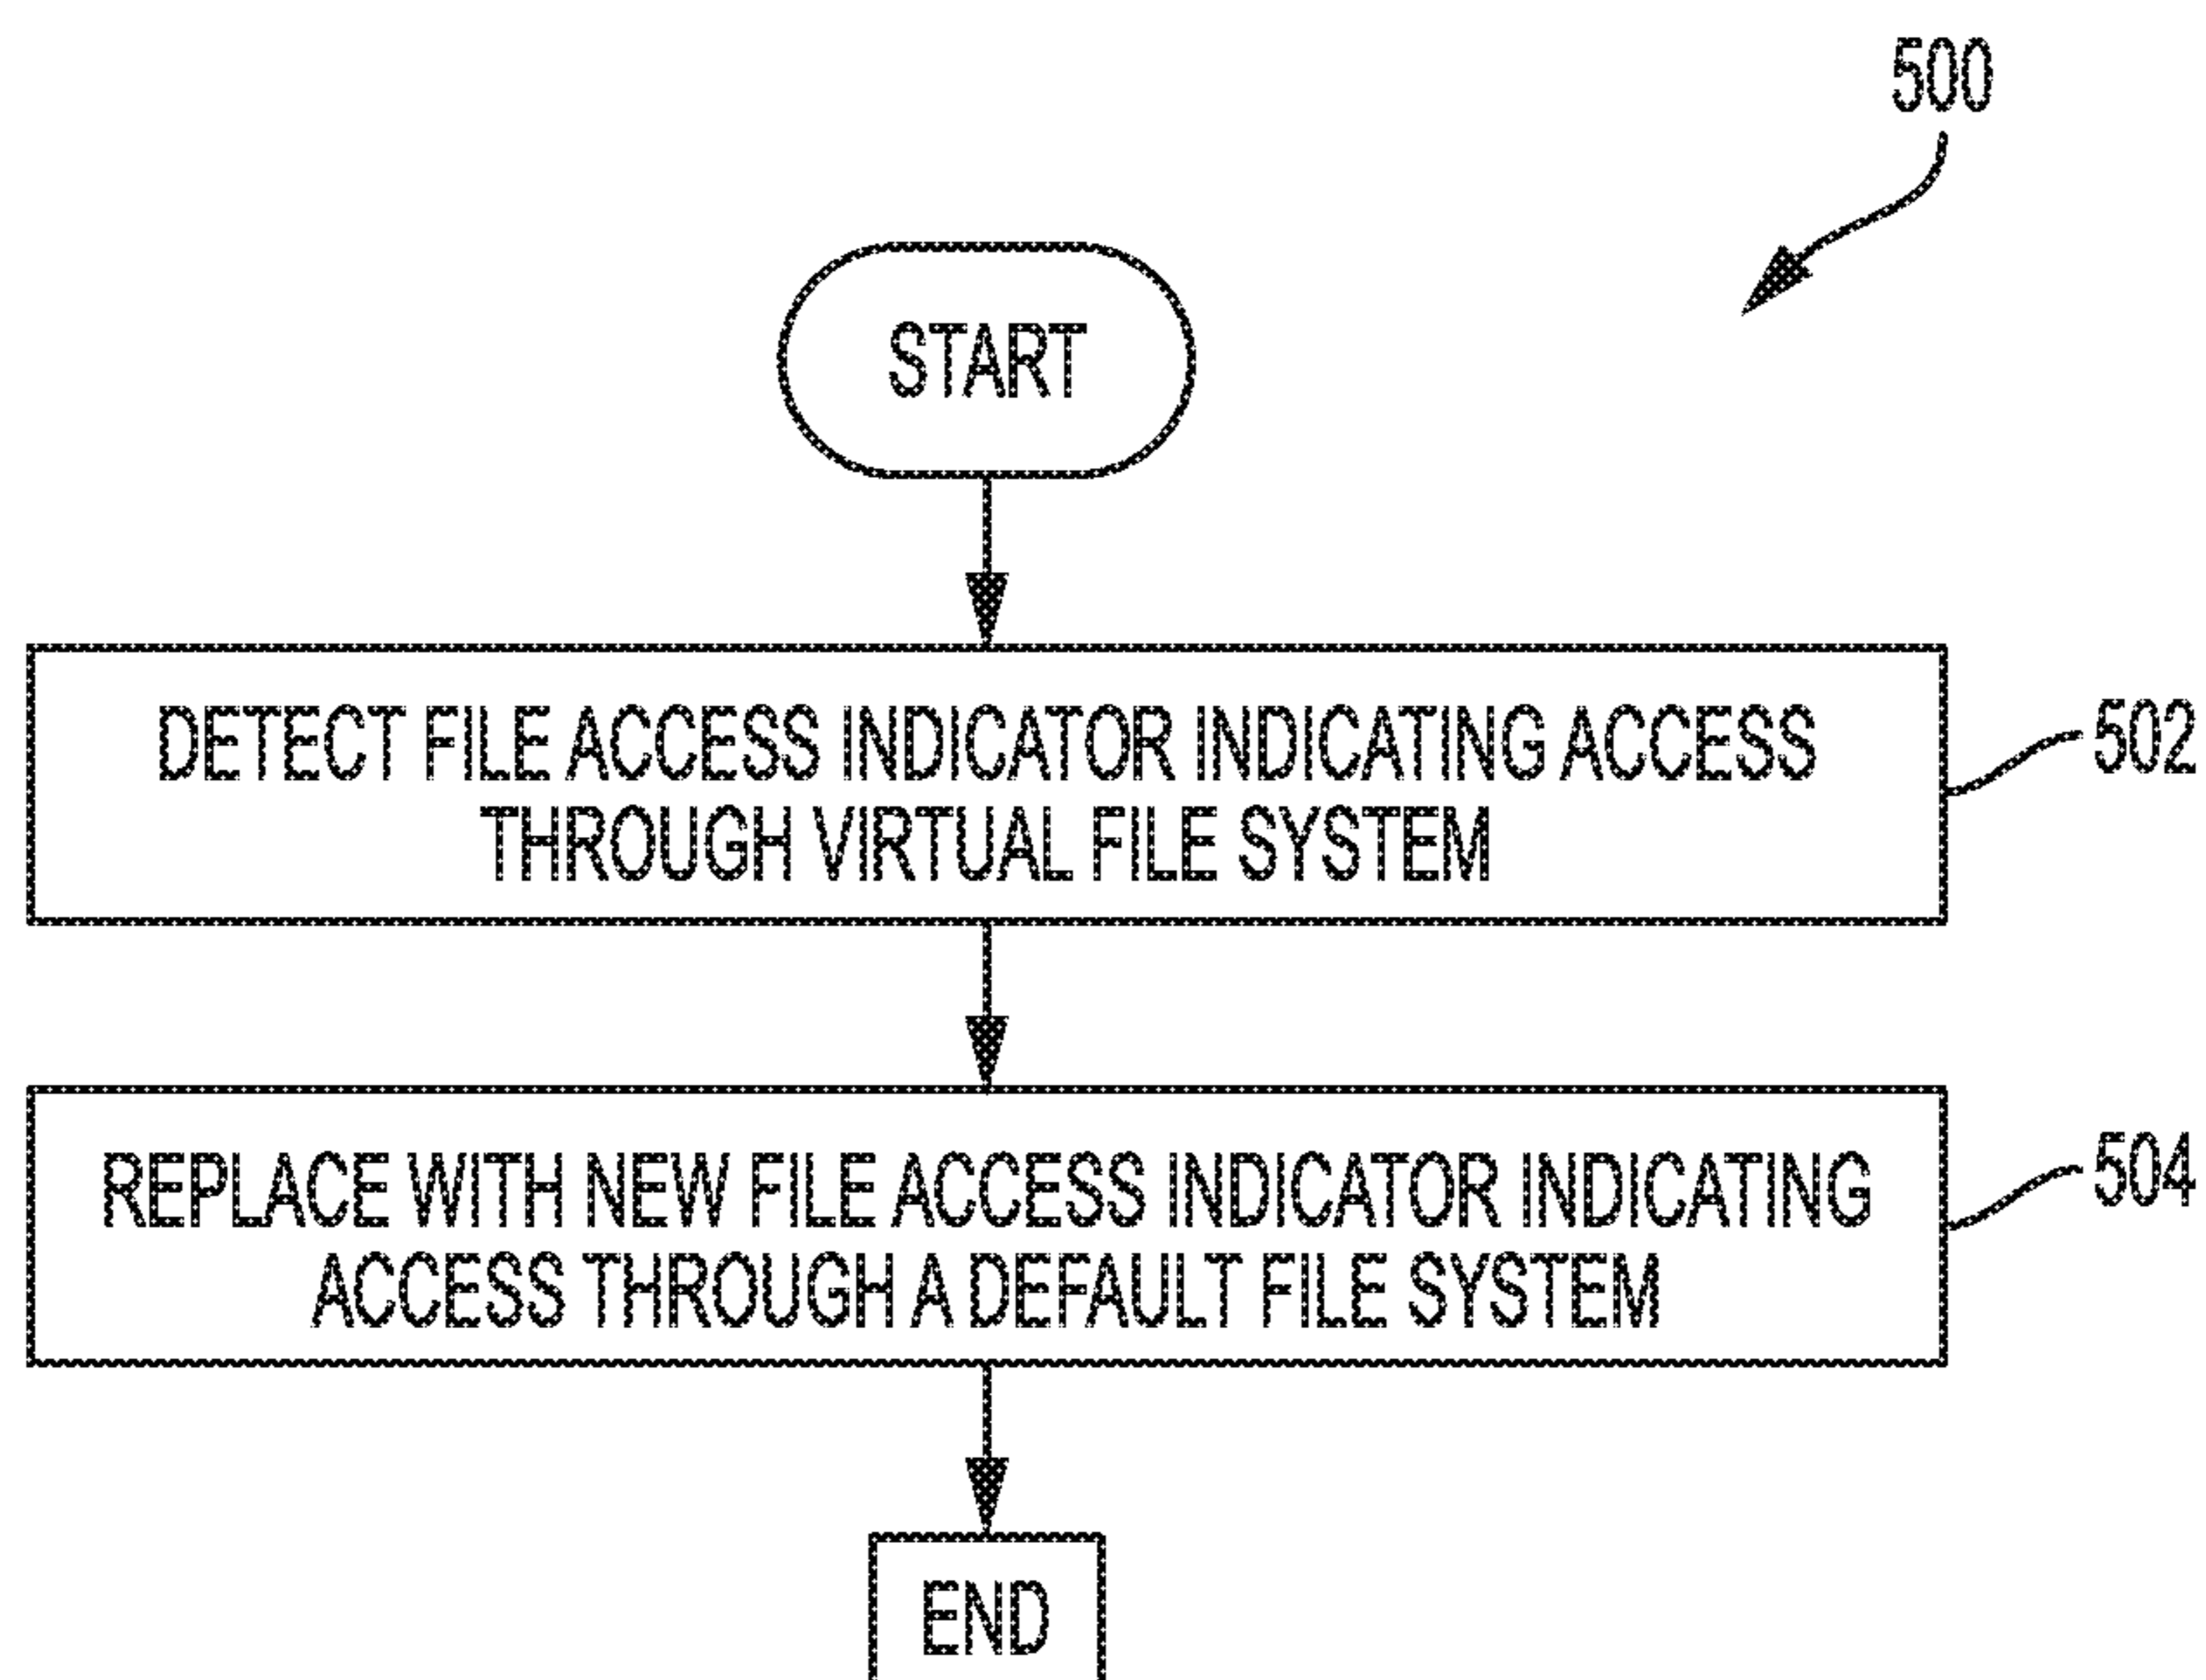 500
START
DETECT FILE ACCESS INDICATOR INDICATING ACCESS
THROUGH VIRTUAL FILE SYSTEM
502
REPLACE WITH NEW FILE ACCESS INDICATOR INDICATING
ACCESS THROUGH A DEFAULT FILE SYSTEM
504
END